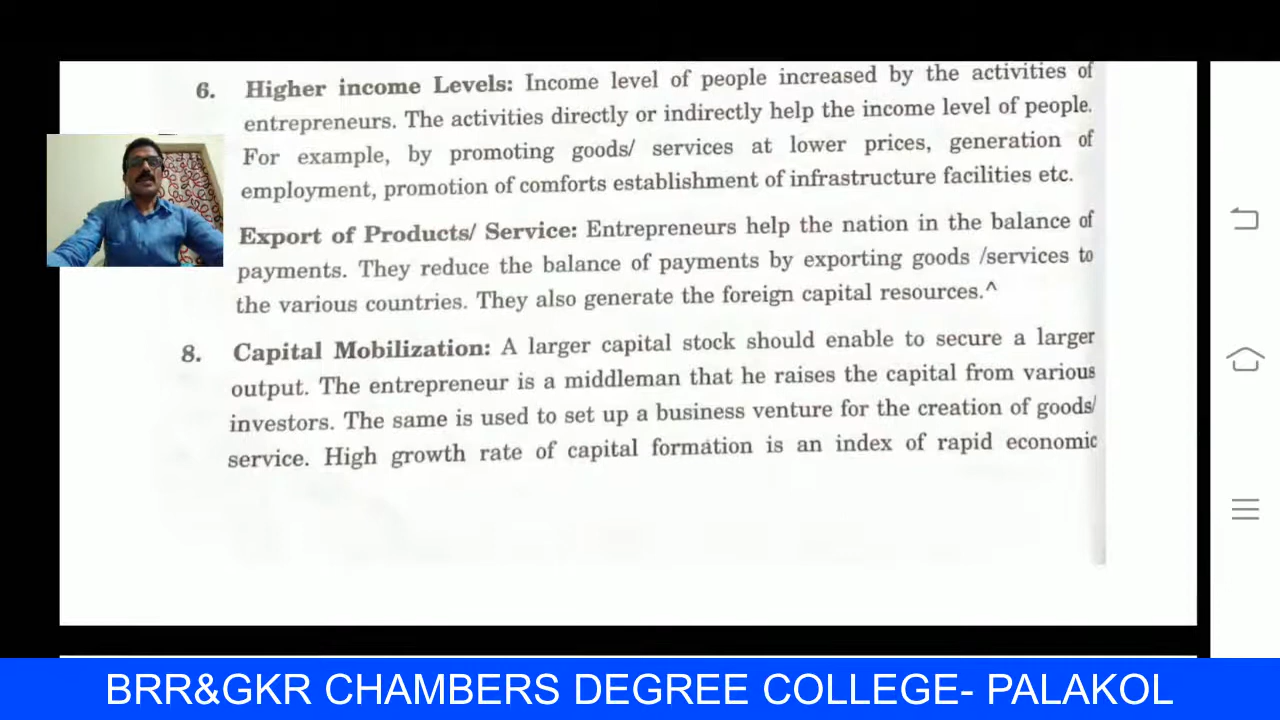 6. Higher income Levels: Income level of people increased by the activities of
entrepreneurs. The activities directly or indirectly help the income level of people.
For example, by promoting goods/ services at lower prices, generation of
employment, promotion of comforts establishment of infrastructure facilities etc.
Export of Products/ Service: Entrepreneurs help the nation in the balance of
payments. They reduce the balance of payments by exporting goods /services to
the various countries. They also generate the foreign capital resources.^
8. Capital Mobilization: A larger capital stock should enable to secure a larger
output. The entrepreneur is a middleman that he raises the capital from various
investors. The same is used to set up a business venture for the creation of goods/
service. High growth rate of capital formation is an index of rapid economic
BRR&GKR CHAMBERS DEGREE COLLEGE- PALAKOL